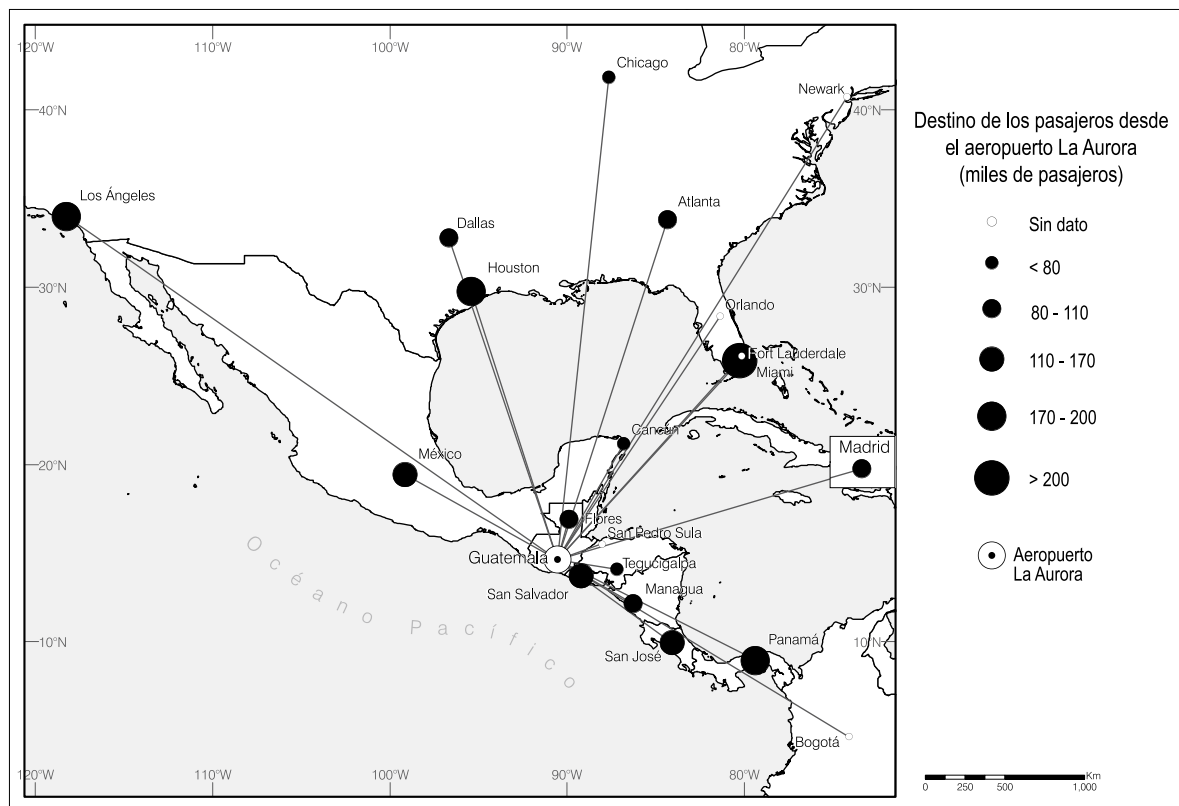 120°W 110°W 100°W 90°W 80°W
Chicago
Newark
40°N 40°N
Los Ángeles
Atlanta
Dallas
Houston
30°N 30°N
Orlando
Fort Lauderdale
Miami
Cancún
Madrid
México
20°N
Flores
San Pedro Sula
Guatemala
Tegucigalpa
San Salvador
Managua
Océano Pacífico
10°N 10°N
Panamá
San José
Bogotá
120°W 110°W 100°W 90°W 80°W
Destino de los pasajeros desde
el aeropuerto La Aurora
(miles de pasajeros)
Sin dato
< 80
80 - 110
110 - 170
170 - 200
> 200
Aeropuerto
La Aurora
Km
0 250 500 1,000